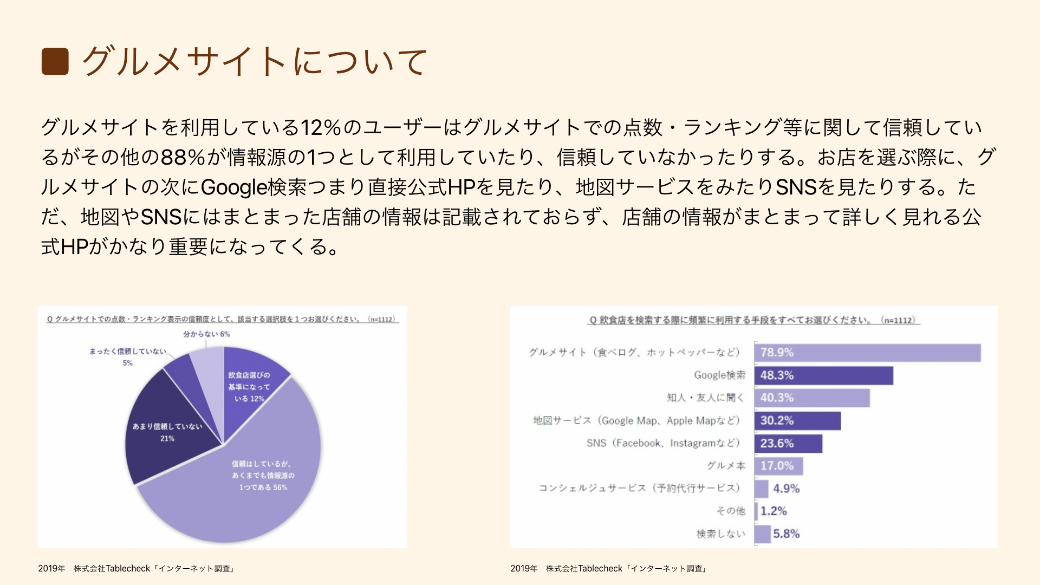 グルメサイトについて
グルメサイトを利用している12%のユーザーはグルメサイトでの点数・ランキング等に関して信頼してい
るがその他の88%が情報源の1つとして利用していたり、信頼していなかったりする。お店を選ぶ際に、グ
ルメサイトの次にGoogle検索つまり直接公式HPを見たり、地図サービスをみたりSNSを見たりする。た
だ、地図やSNSにはまとまった店舗の情報は記載されておらず、店舗の情報がまとまって詳しく見れる公
式HPがかなり重要になってくる。
Q グルメサイトでの点数・ランキング表示の信頼度として、該当する選択肢を1つお選びください。（n=1112）
分からない 6%
まったく信頼していない
5%
飲食店選びの
基準になって
いる 12%
あまり信頼していない
21%
信頼はしているが、
あくまでも情報源の
1つである 56%
2019年　株式会社Tablecheck「インターネット調査」
Q 飲食店を検索する際に頻繁に利用する手段をすべてお選びください。（n=1112）
グルメサイト（食べログ、ホットペッパーなど） 78.9%
Google検索 48.3%
知人・友人に聞く 40.3%
地図サービス（Google Map、Apple Mapなど） 30.2%
SNS（Facebook、Instagramなど） 23.6%
グルメ本 17.0%
コンシェルジュサービス（予約代行サービス） 4.9%
その他 1.2%
検索しない 5.8%
2019年　株式会社Tablecheck「インターネット調査」